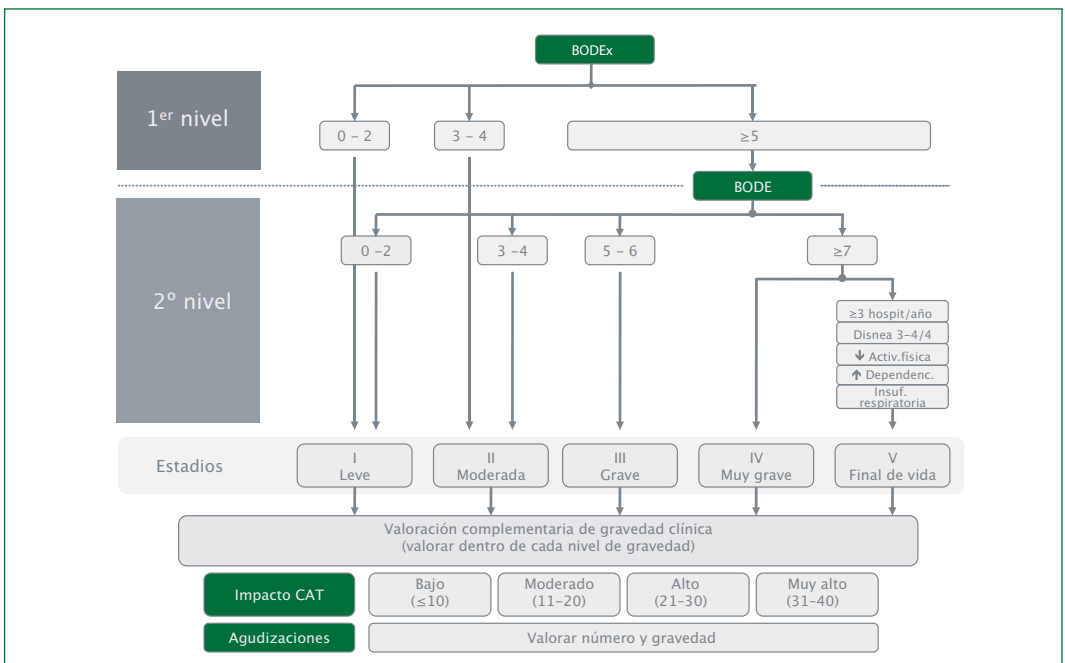 BODEx
1er nivel
0 – 2
3 – 4
≥5
BODE
2º nivel
0 –2
3 –4
5 – 6
≥7
≥3 hospit/año
Disnea 3–4/4
↓ Activ.física
↑ Dependenc.
Insuf.
respiratoria
Estadios
I
Leve
II
Moderada
III
Grave
IV
Muy grave
V
Final de vida
Valoración complementaria de gravedad clínica
(valorar dentro de cada nivel de gravedad)
Impacto CAT
Bajo
(≤10)
Moderado
(11–20)
Alto
(21–30)
Muy alto
(31–40)
Agudizaciones
Valorar número y gravedad